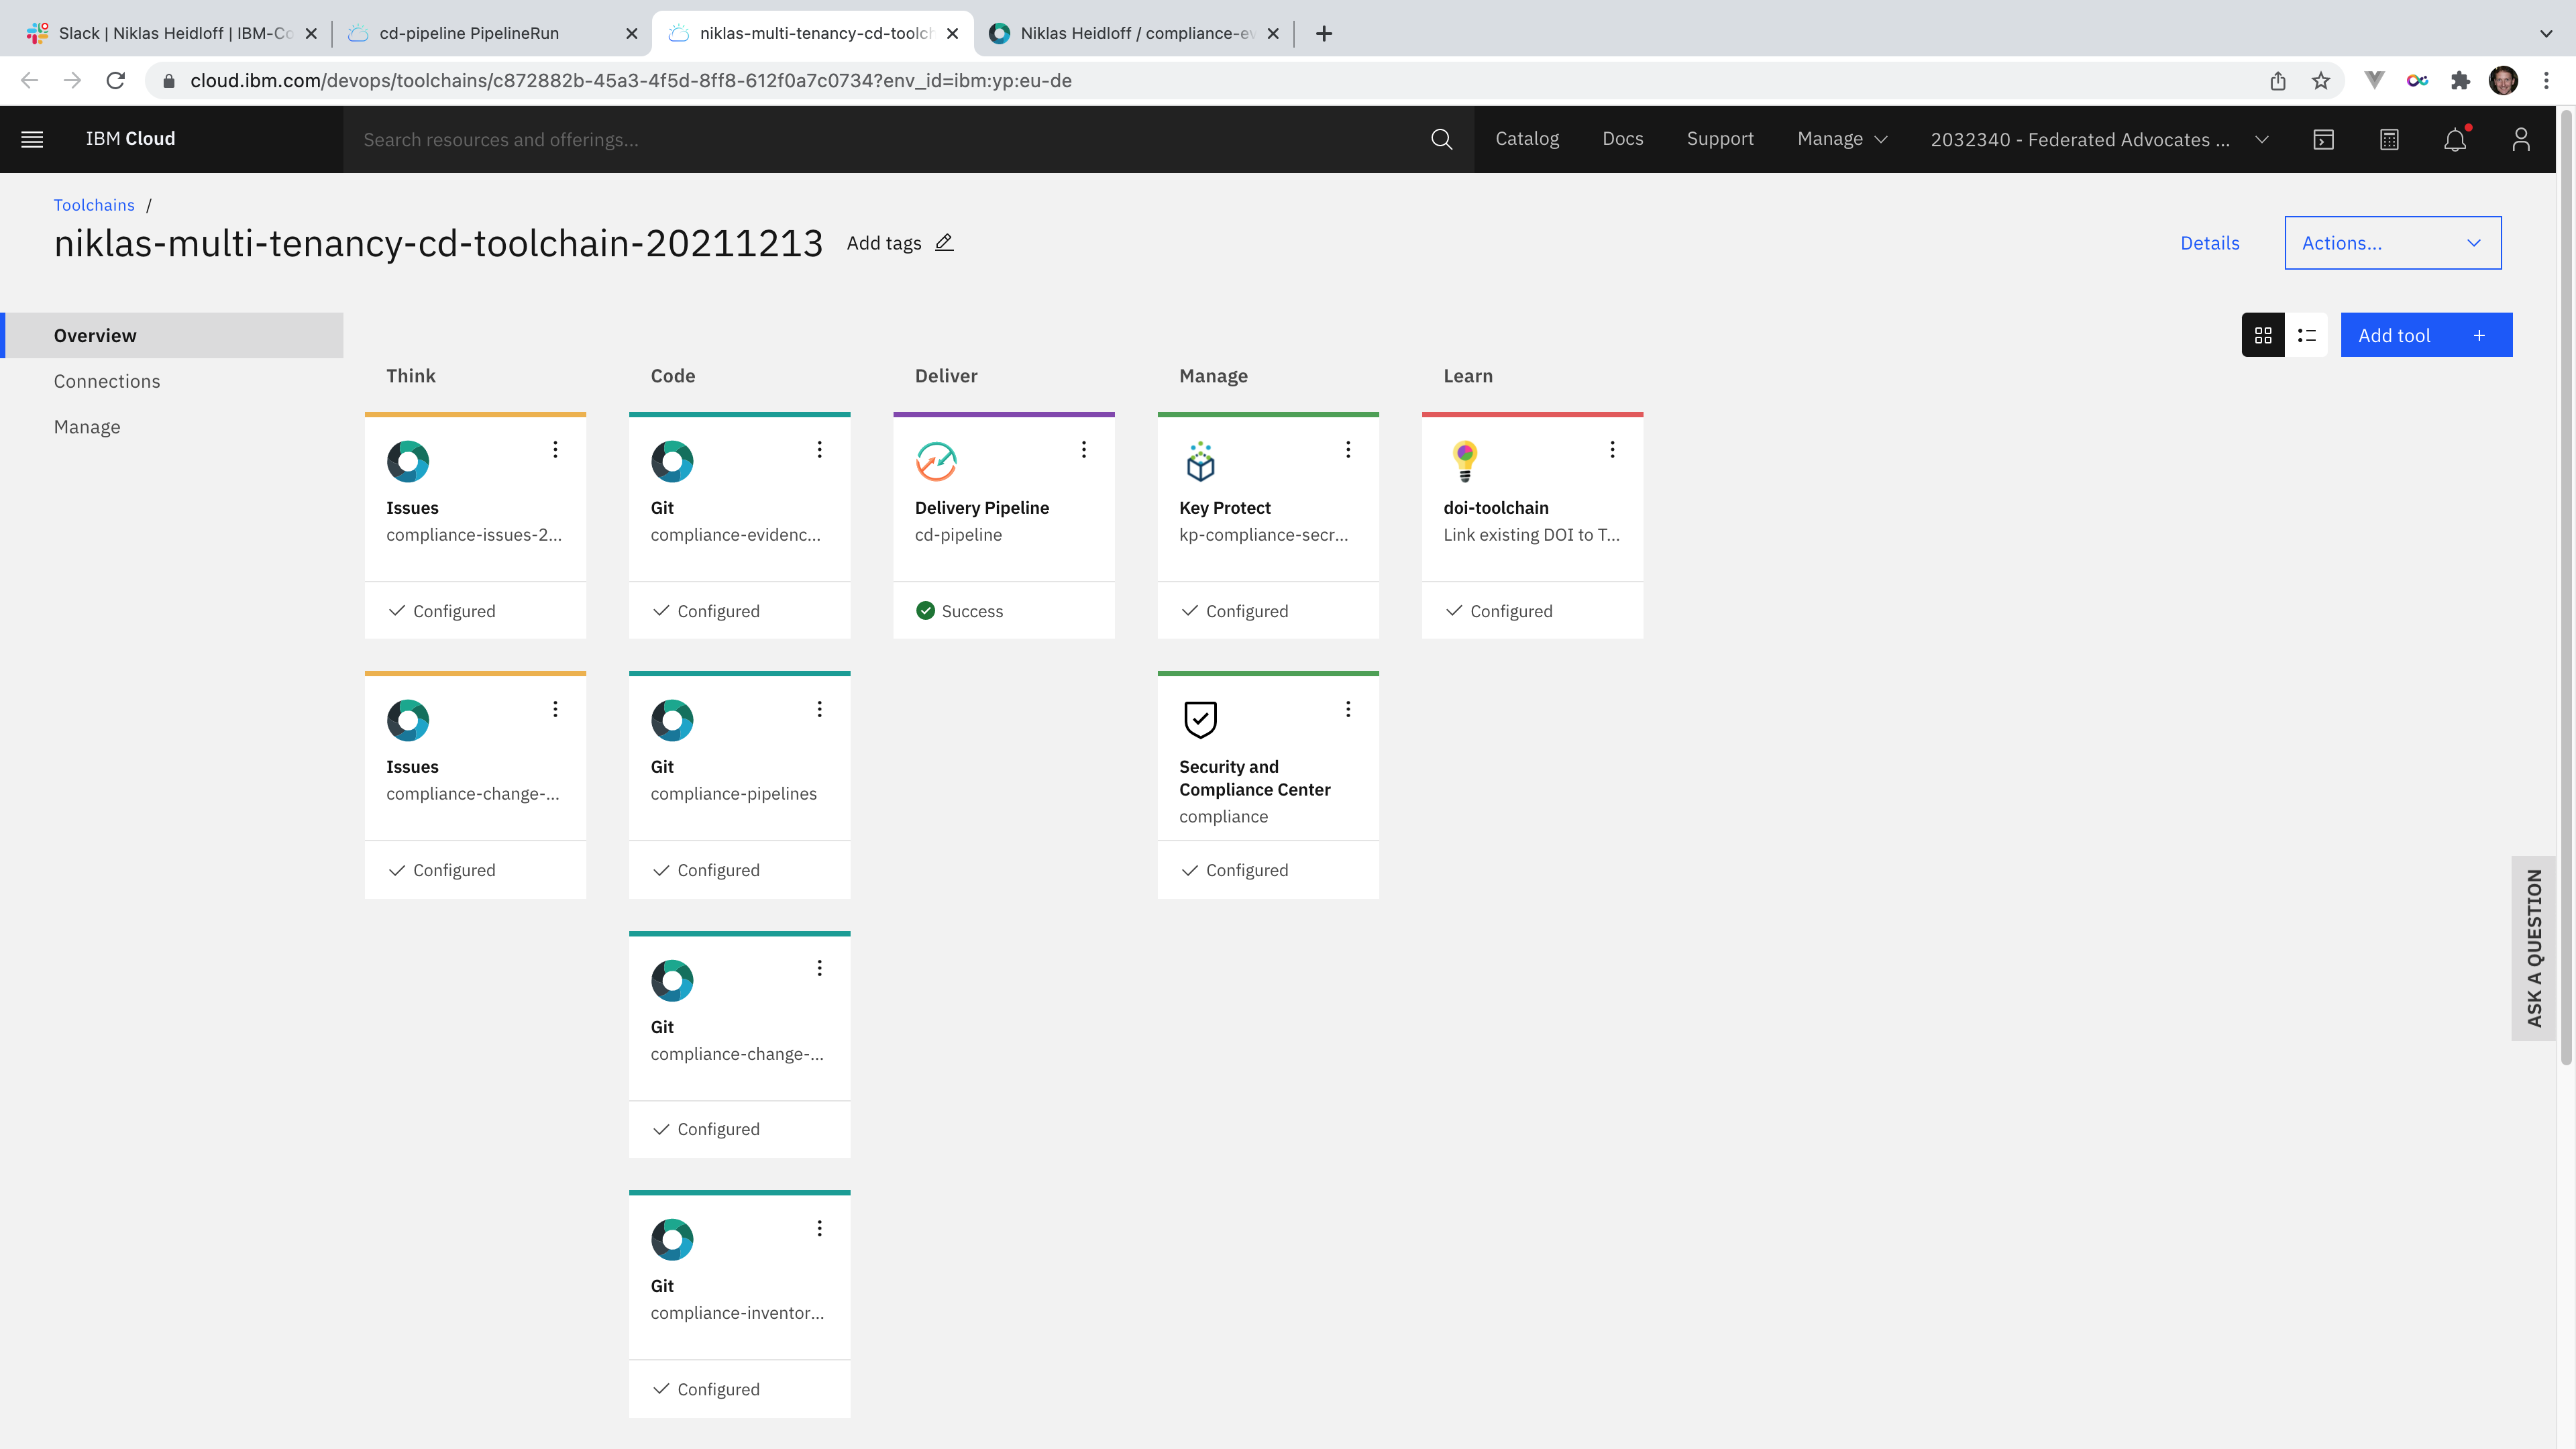 Slack | Niklas Heidloff | IBM-Co
cd-pipeline PipelineRun
niklas-multi-tenancy-cd-toolch
Niklas Heidloff / compliance-ev
cloud.ibm.com/devops/toolchains/c872882b-45a3-4f5d-8ff8-612f0a7c0734?env_id=ibm:yp:eu-de
IBM Cloud
Search resources and offerings...
Catalog
Docs
Support
Manage
2032340 - Federated Advocates ...
Toolchains /
niklas-multi-tenancy-cd-toolchain-20211213
Add tags
Details
Actions...
Overview
Connections
Manage
Add tool +
Think
Code
Deliver
Manage
Learn
Issues
compliance-issues-2...
Configured
Git
compliance-evidenc...
Configured
Delivery Pipeline
cd-pipeline
Success
Key Protect
kp-compliance-secr...
Configured
doi-toolchain
Link existing DOI to T...
Configured
Issues
compliance-change-...
Configured
Git
compliance-pipelines
Configured
Security and
Compliance Center
compliance
Configured
Git
compliance-change-...
Configured
Git
compliance-inventor...
Configured
ASK A QUESTION